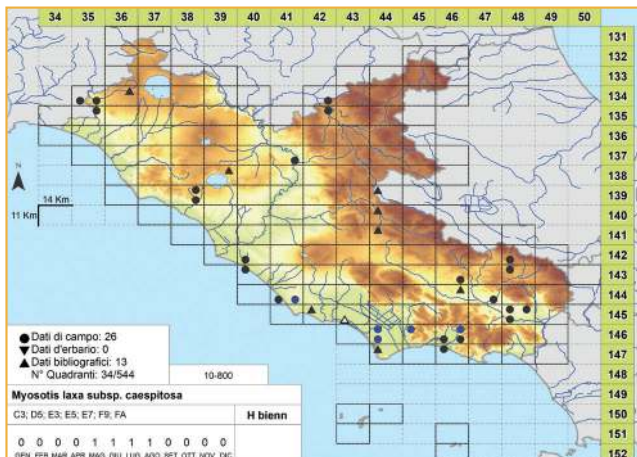 34 35 36 37 38 39 40 41 42 43 44 45 46 47 48 49 50
131
132
133
134
135
136
137
138
139
140
141
142
143
144
145
146
147
148
149
150
151
152
N
14 Km
11 Km
Dati di campo: 26
Dati d'erbario: 0
Dati bibliografici: 13
N° Quadranti: 34/544
10-800
Myosotis laxa subsp. caespitosa
C3; D5; E3; E5; E7; F9; FA
H bienn
0 0 0 0 1 1 1 1 0 0 0 0
GEN FEB MAR APR MAG GIU LUG AGO SET OTT NOV DIC